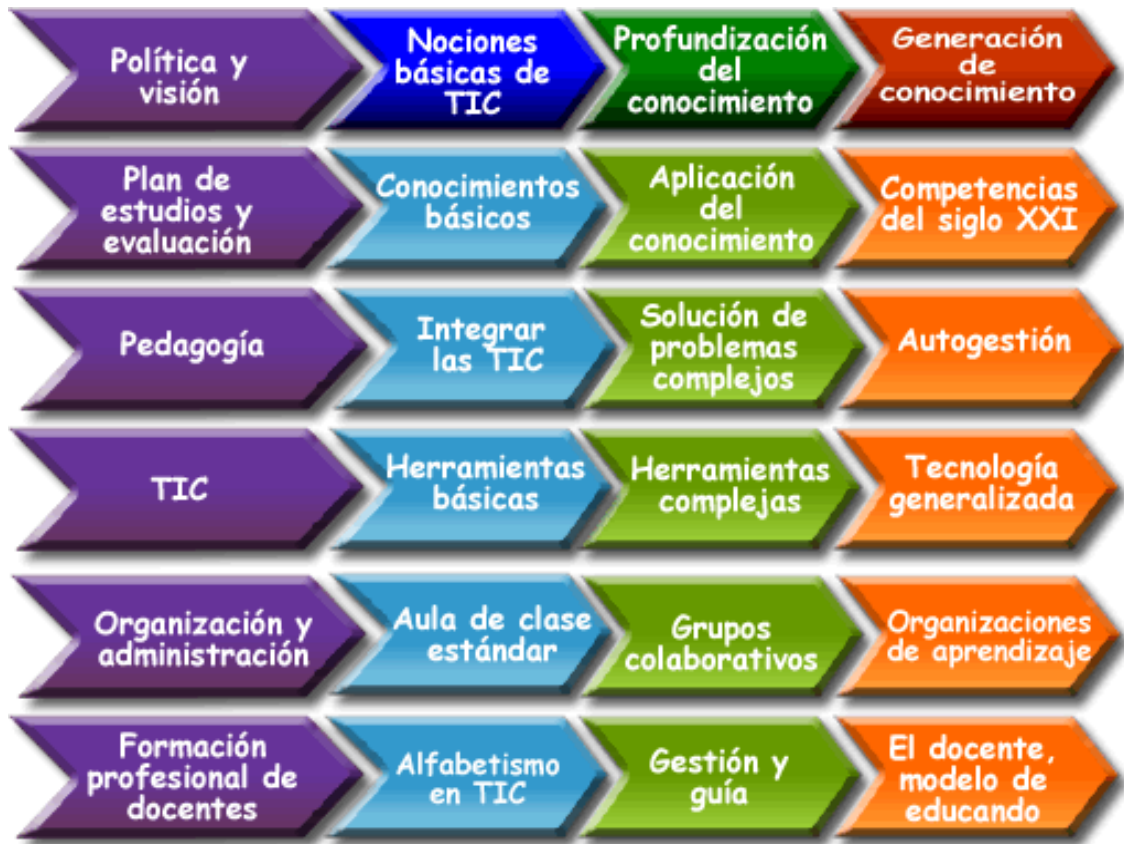 Política y
visión
Nociones
básicas de
TIC
Profundización
del
conocimiento
Generación
de
conocimiento
Plan de
estudios y
evaluación
Conocimientos
básicos
Aplicación
del
conocimiento
Competencias
del siglo XXI
Pedagogía
Integrar
las TIC
Solución de
problemas
complejos
Autogestión
TIC
Herramientas
básicas
Herramientas
complejas
Tecnología
generalizada
Organización y
administración
Aula de clase
estándar
Grupos
colaborativos
Organizaciones
de aprendizaje
Formación
profesional de
docentes
Alfabetismo
en TIC
Gestión y
guía
El docente,
modelo de
educando